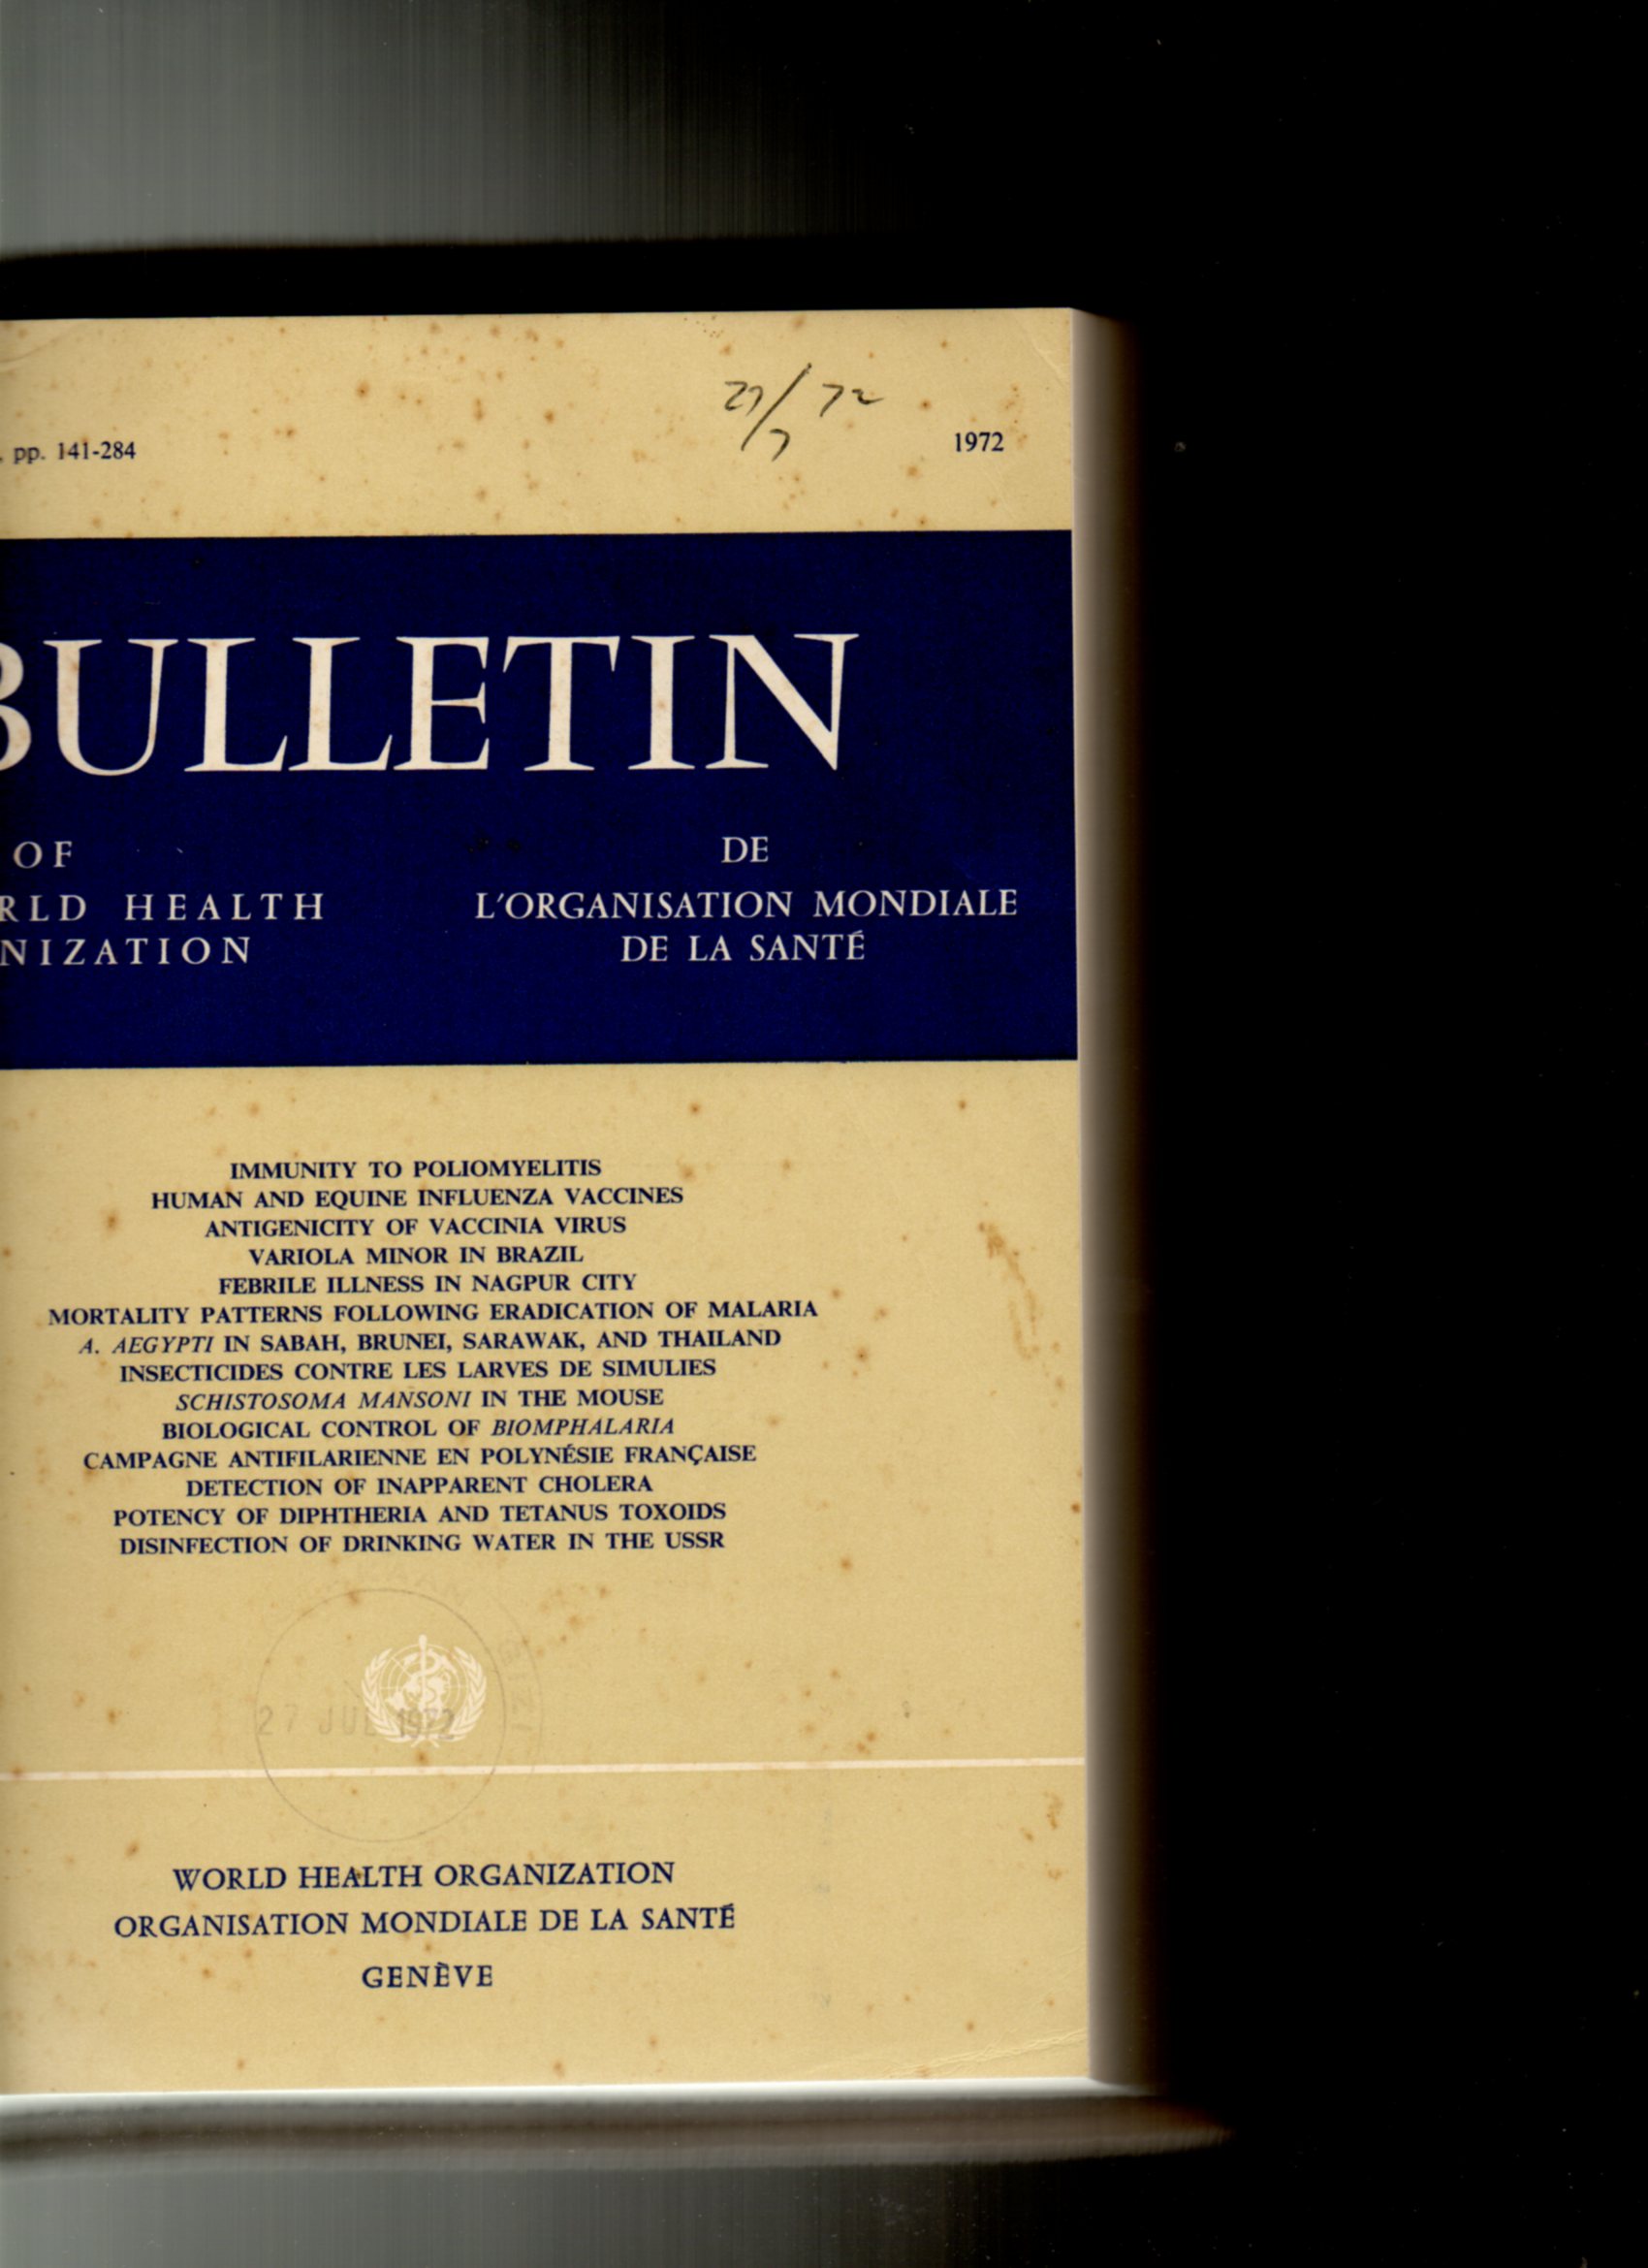 27/7 72
, pp. 141-284 1972
BULLETIN
OF
RLD HEALTH
NIZATION
DE
L'ORGANISATION MONDIALE
DE LA SANTÉ
IMMUNITY TO POLIOMYELITIS
HUMAN AND EQUINE INFLUENZA VACCINES
ANTIGENICITY OF VACCINIA VIRUS
VARIOLA MINOR IN BRAZIL
FEBRILE ILLNESS IN NAGPUR CITY
MORTALITY PATTERNS FOLLOWING ERADICATION OF MALARIA
A. AEGYPTI IN SABAH, BRUNEI, SARAWAK, AND THAILAND
INSECTICIDES CONTRE LES LARVES DE SIMULIES
SCHISTOSOMA MANSONI IN THE MOUSE
BIOLOGICAL CONTROL OF BIOMPHALARIA
CAMPAGNE ANTIFILARIENNE EN POLYNÉSIE FRANÇAISE
DETECTION OF INAPPARENT CHOLERA
POTENCY OF DIPHTHERIA AND TETANUS TOXOIDS
DISINFECTION OF DRINKING WATER IN THE USSR
27 JUL 1972
WORLD HEALTH ORGANIZATION
ORGANISATION MONDIALE DE LA SANTÉ
GENÈVE